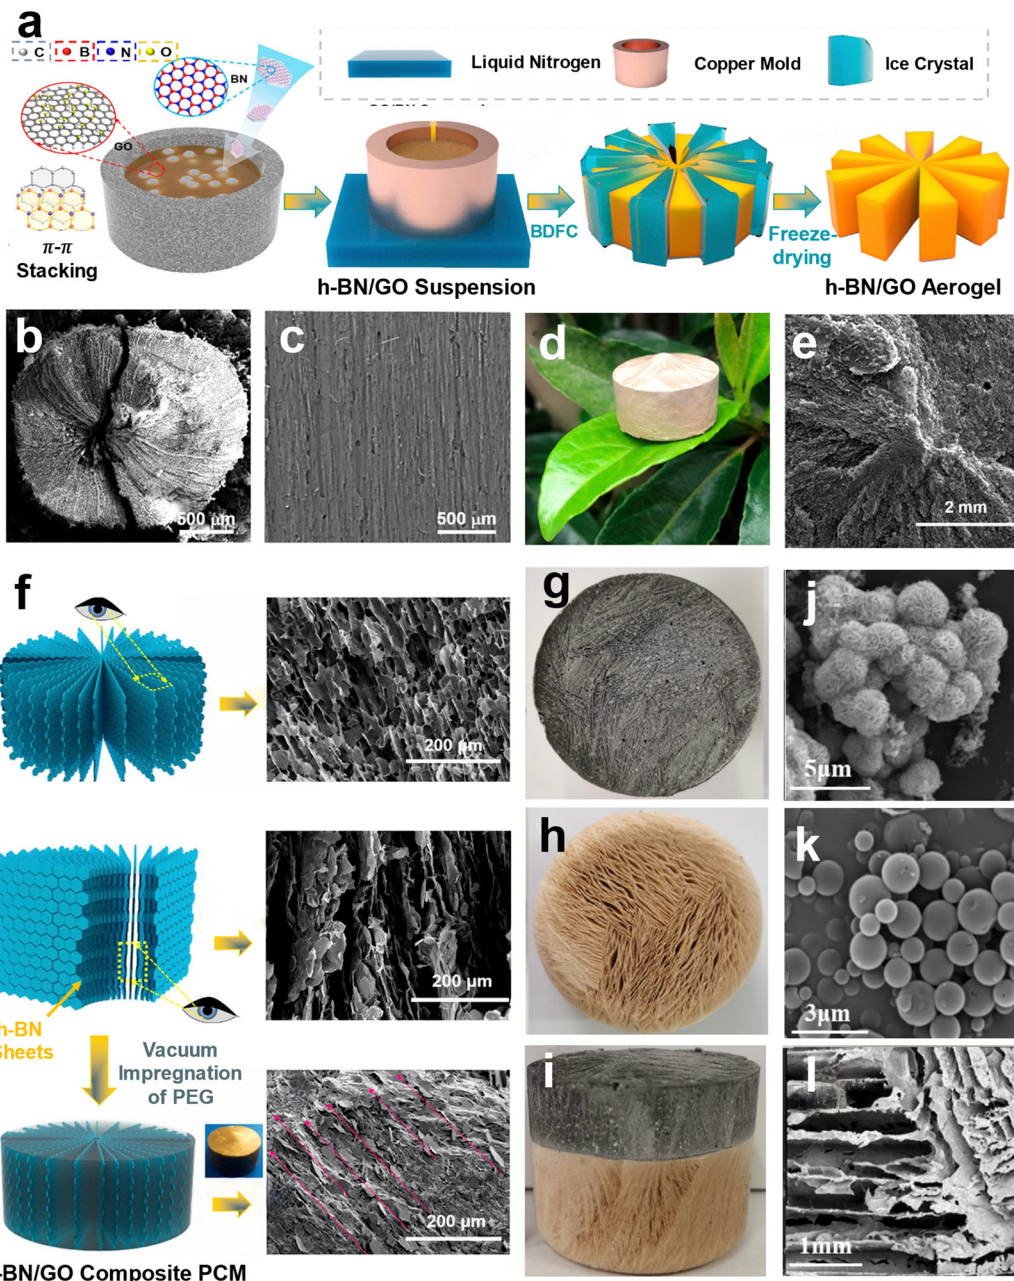 a
C B N O
BN
GO
π-π
Stacking
Liquid Nitrogen
Copper Mold
Ice Crystal
BDFC
Freeze-
drying
h-BN/GO Suspension
h-BN/GO Aerogel
b
500 μm
c
500 μm
d
e
2 mm
f
200 μm
g
j
5μm
200 μm
h
k
3μm
h-BN
Sheets
Vacuum
Impregnation
of PEG
200 μm
i
l
1mm
-BN/GO Composite PCM